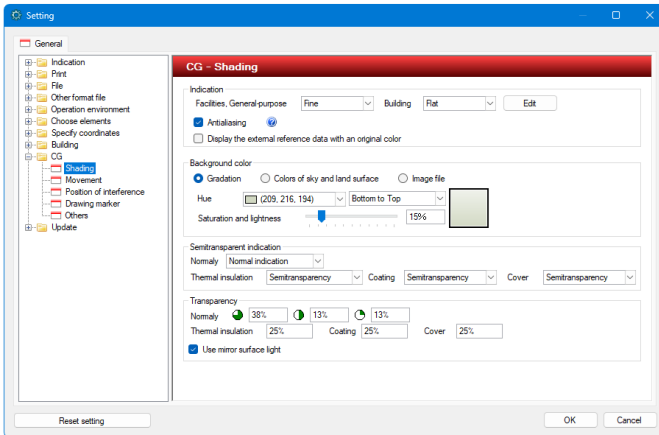 Setting
General
Indication
Print
File
Other format file
Operation environment
Choose elements
Specify coordinates
Building
CG
Shading
Movement
Position of interference
Drawing marker
Others
Update
CG - Shading
Indication
Facilities, General-purpose Fine Building Flat Edit
Antialiasing ?
Display the external reference data with an original color
Background color
Gradation Colors of sky and land surface Image file
Hue (209, 216, 194) Bottom to Top
Saturation and lightness 15%
Semitransparent indication
Normaly Normal indication
Thermal insulation Semitransparency Coating Semitransparency Cover Semitransparency
Transparency
Normaly 38% 13% 13%
Thermal insulation 25% Coating 25% Cover 25%
Use mirror surface light
Reset setting OK Cancel